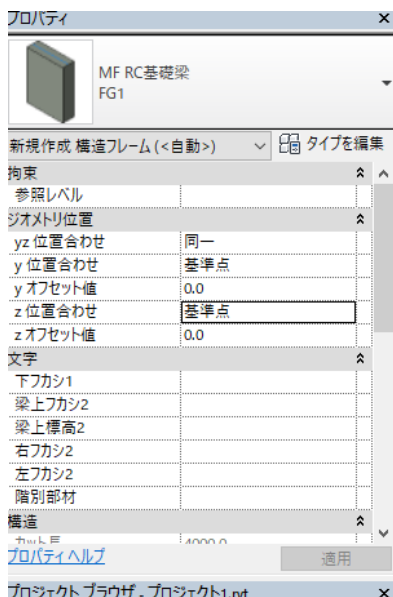 プロパティ
MF RC基礎梁
FG1
新規作成 構造フレーム (<自動>) タイプを編集
拘束
参照レベル
ジオメトリ位置
yz 位置合わせ 同一
y 位置合わせ 基準点
y オフセット値 0.0
z 位置合わせ 基準点
z オフセット値 0.0
文字
下フカシ1
梁上フカシ2
梁上標高2
右フカシ2
左フカシ2
階別部材
構造
カット長 4000.0
プロパティ ヘルプ 適用
プロジェクト ブラウザ - プロジェクト1.rvt